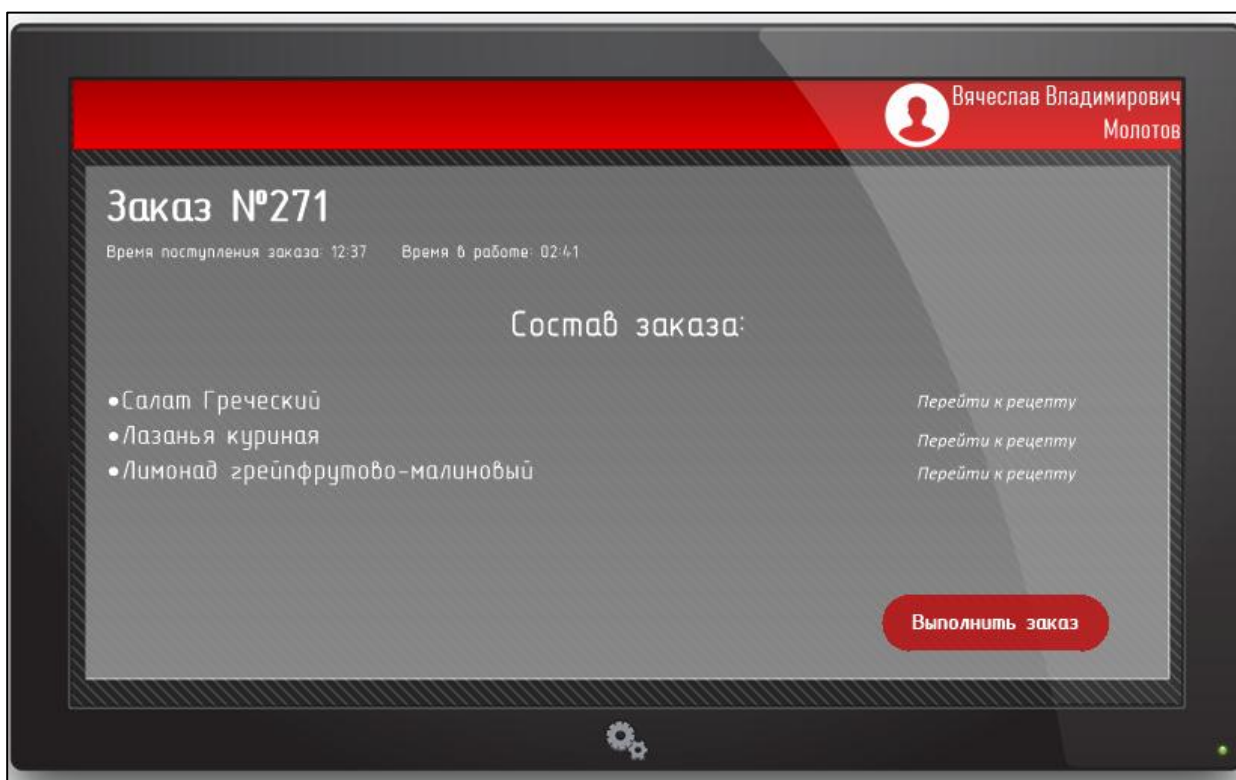 Вячеслав Владимирович
Молотов
Заказ №271
Время поступления заказа: 12:37 Время в работе: 02:41
Состав заказа:
•Салат Греческий Перейти к рецепту
•Лазанья куриная Перейти к рецепту
•Лимонад грейпфрутово-малиновый Перейти к рецепту
Выполнить заказ